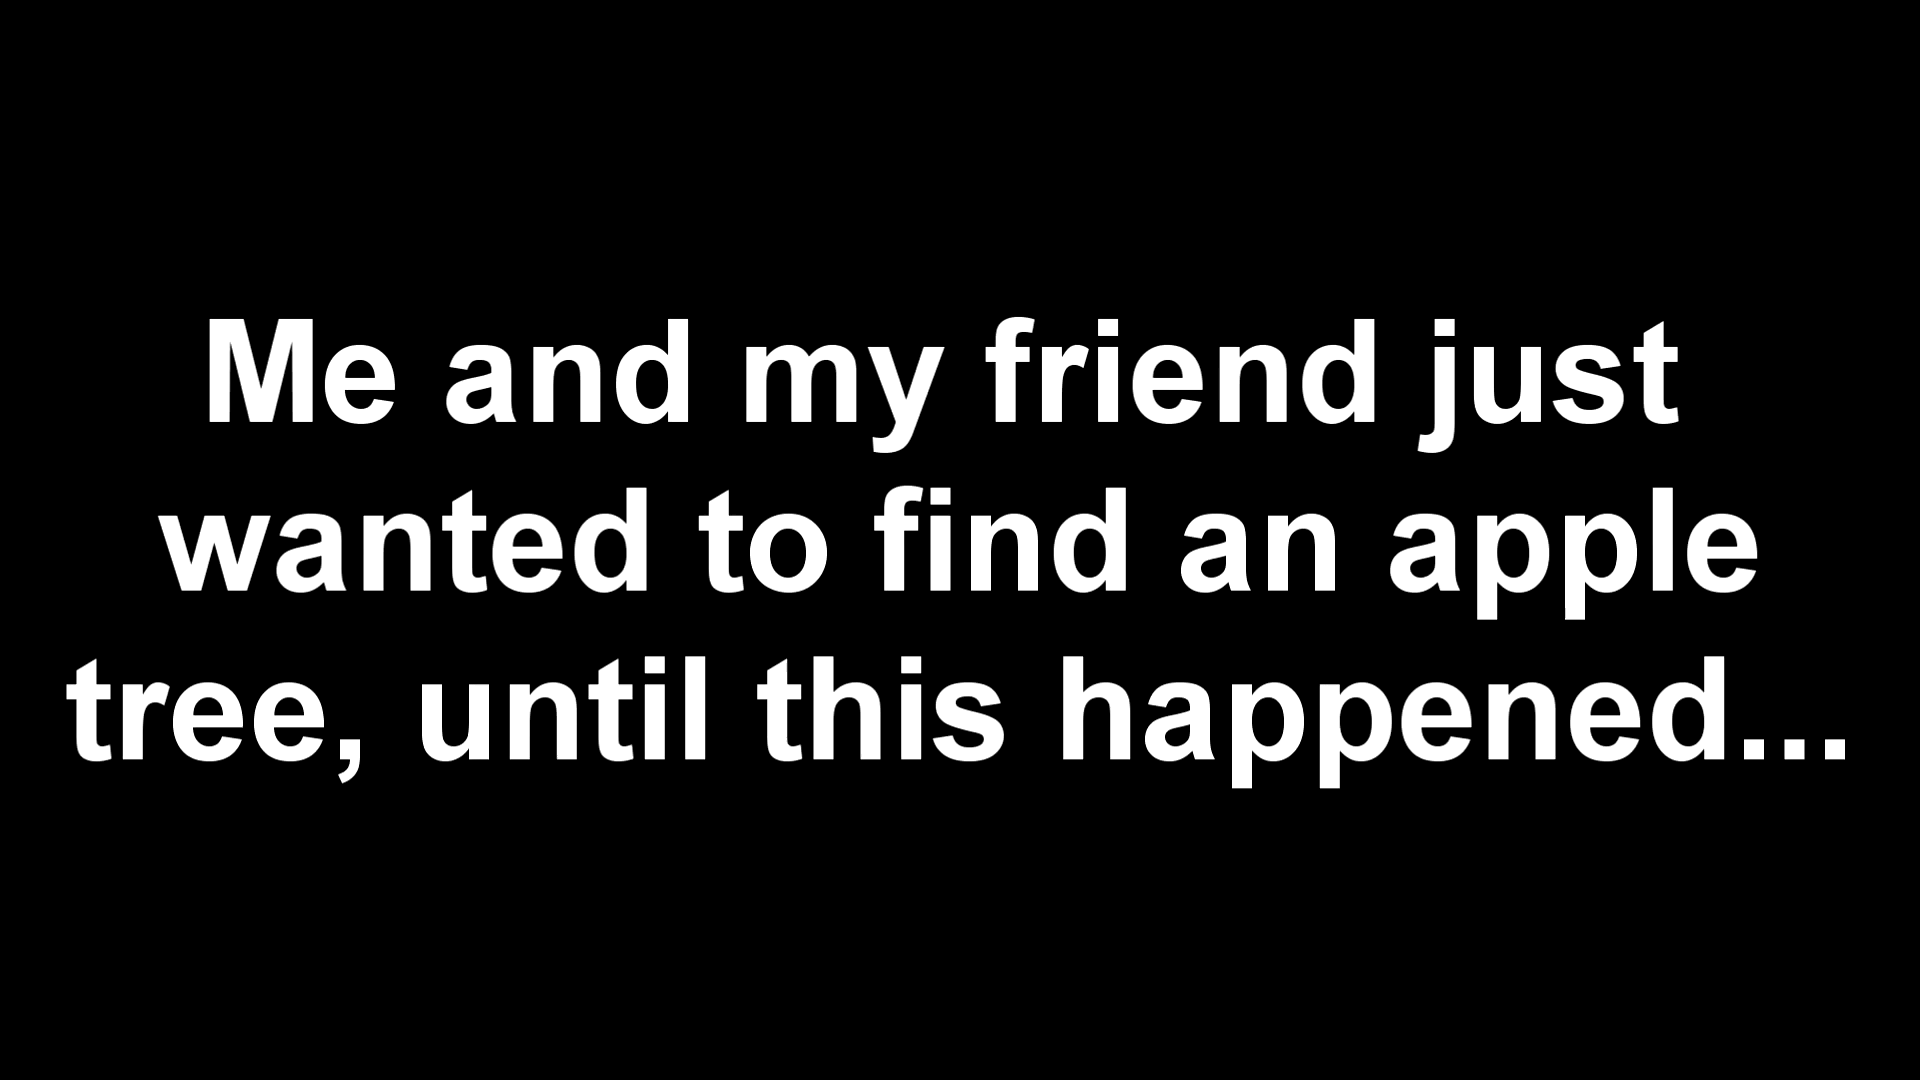 Me and my friend just
wanted to find an apple
tree, until this happened...